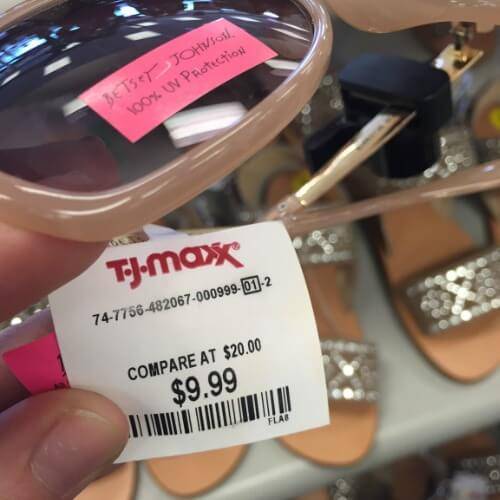 BETSEY JOHNSON.
100% UV PROTECTION
T·J·maxx®
74-7756-482067-000999-01-2
COMPARE AT $20.00
$9.99
FLA8